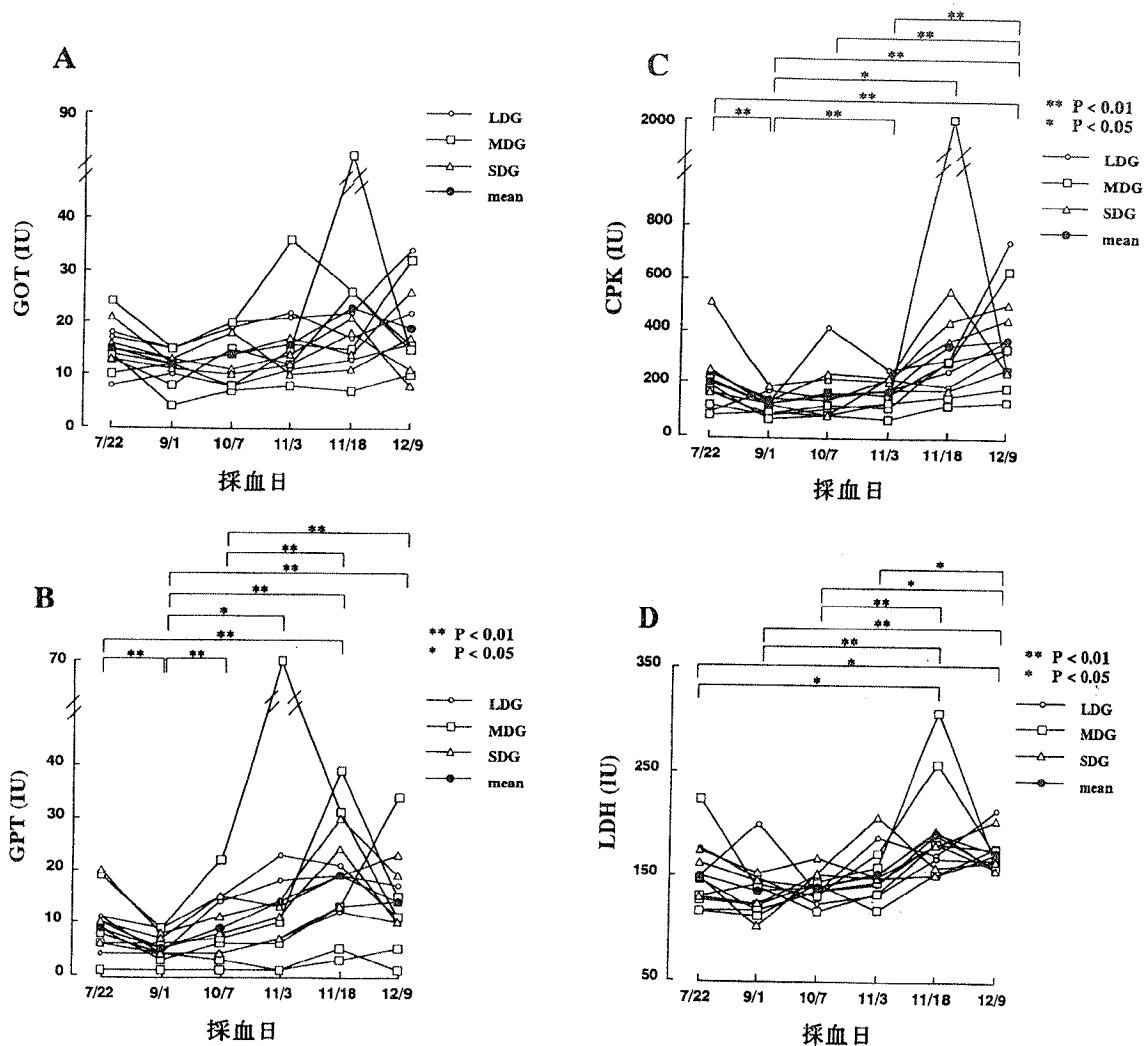 A
90
40
30
20
10
0
GOT (IU)
7/22 9/1 10/7 11/3 11/18 12/9
採血日
LDG
MDG
SDG
mean
C
**
**
**
*
**
** **
** P < 0.01
* P < 0.05
2000
800
600
400
200
0
CPK (IU)
LDG
MDG
SDG
mean
7/22 9/1 10/7 11/3 11/18 12/9
採血日
B
**
**
**
**
*
**
** **
** P < 0.01
* P < 0.05
70
40
30
20
10
0
GPT (IU)
LDG
MDG
SDG
mean
7/22 9/1 10/7 11/3 11/18 12/9
採血日
D
*
*
**
**
**
*
*
** P < 0.01
* P < 0.05
350
250
150
50
LDH (IU)
LDG
MDG
SDG
mean
7/22 9/1 10/7 11/3 11/18 12/9
採血日